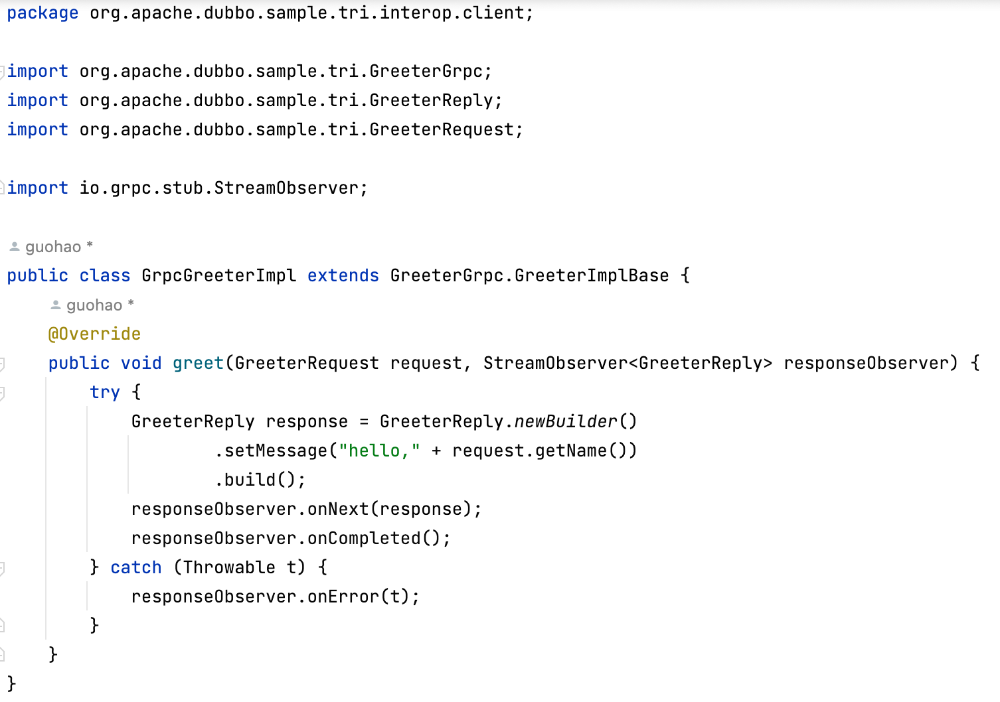 package org.apache.dubbo.sample.tri.interop.client;
import org.apache.dubbo.sample.tri.GreeterGrpc;
import org.apache.dubbo.sample.tri.GreeterReply;
import org.apache.dubbo.sample.tri.GreeterRequest;
import io.grpc.stub.StreamObserver;
guohao *
public class GrpcGreeterImpl extends GreeterGrpc.GreeterImplBase {
guohao *
@Override
public void greet(GreeterRequest request, StreamObserver<GreeterReply> responseObserver) {
try {
GreeterReply response = GreeterReply.newBuilder()
.setMessage("hello," + request.getName())
.build();
responseObserver.onNext(response);
responseObserver.onCompleted();
} catch (Throwable t) {
responseObserver.onError(t);
}
}
}